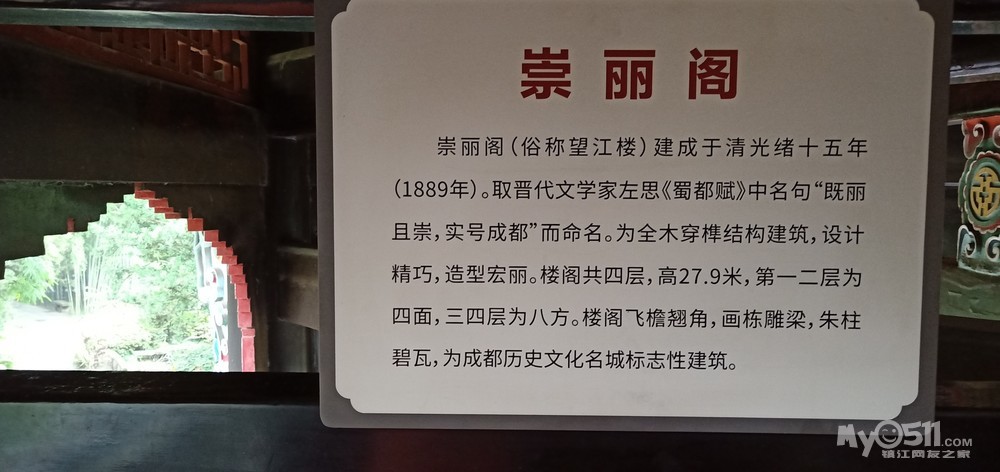 崇丽阁
崇丽阁(俗称望江楼)建成于清光绪十五年
(1889年)。取晋代文学家左思《蜀都赋》中名句“既丽
且崇,实号成都”而命名。为全木穿榫结构建筑,设计
精巧,造型宏丽。楼阁共四层,高27.9米,第一二层为
四面,三四层为八方。楼阁飞檐翘角,画栋雕梁,朱柱
碧瓦,为成都历史文化名城标志性建筑。
My0511.COM
镇江网友之家